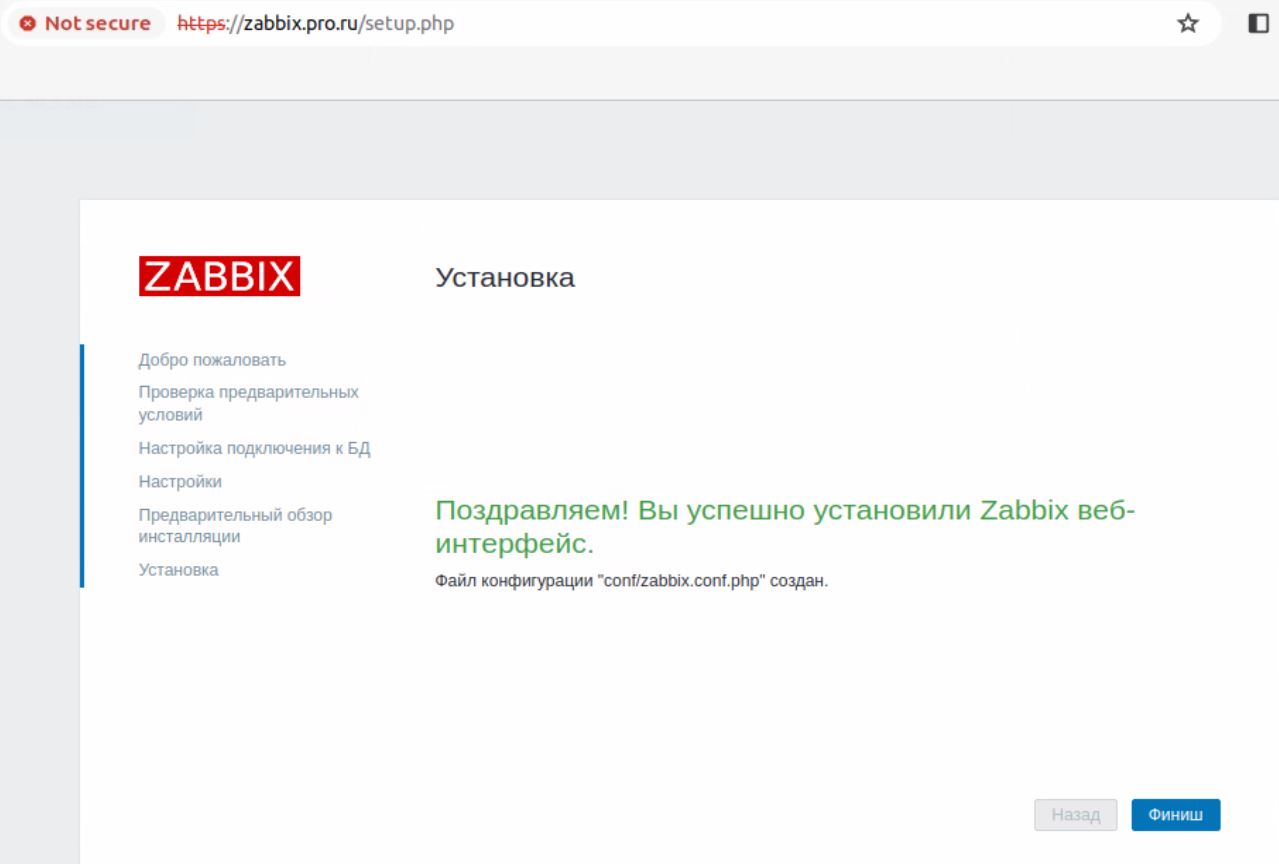 Not secure https://zabbix.pro.ru/setup.php
ZABBIX
Установка
Добро пожаловать
Проверка предварительных
условий
Настройка подключения к БД
Настройки
Предварительный обзор
инсталляции
Установка
Поздравляем! Вы успешно установили Zabbix веб-
интерфейс.
Файл конфигурации "conf/zabbix.conf.php" создан.
Назад Финиш